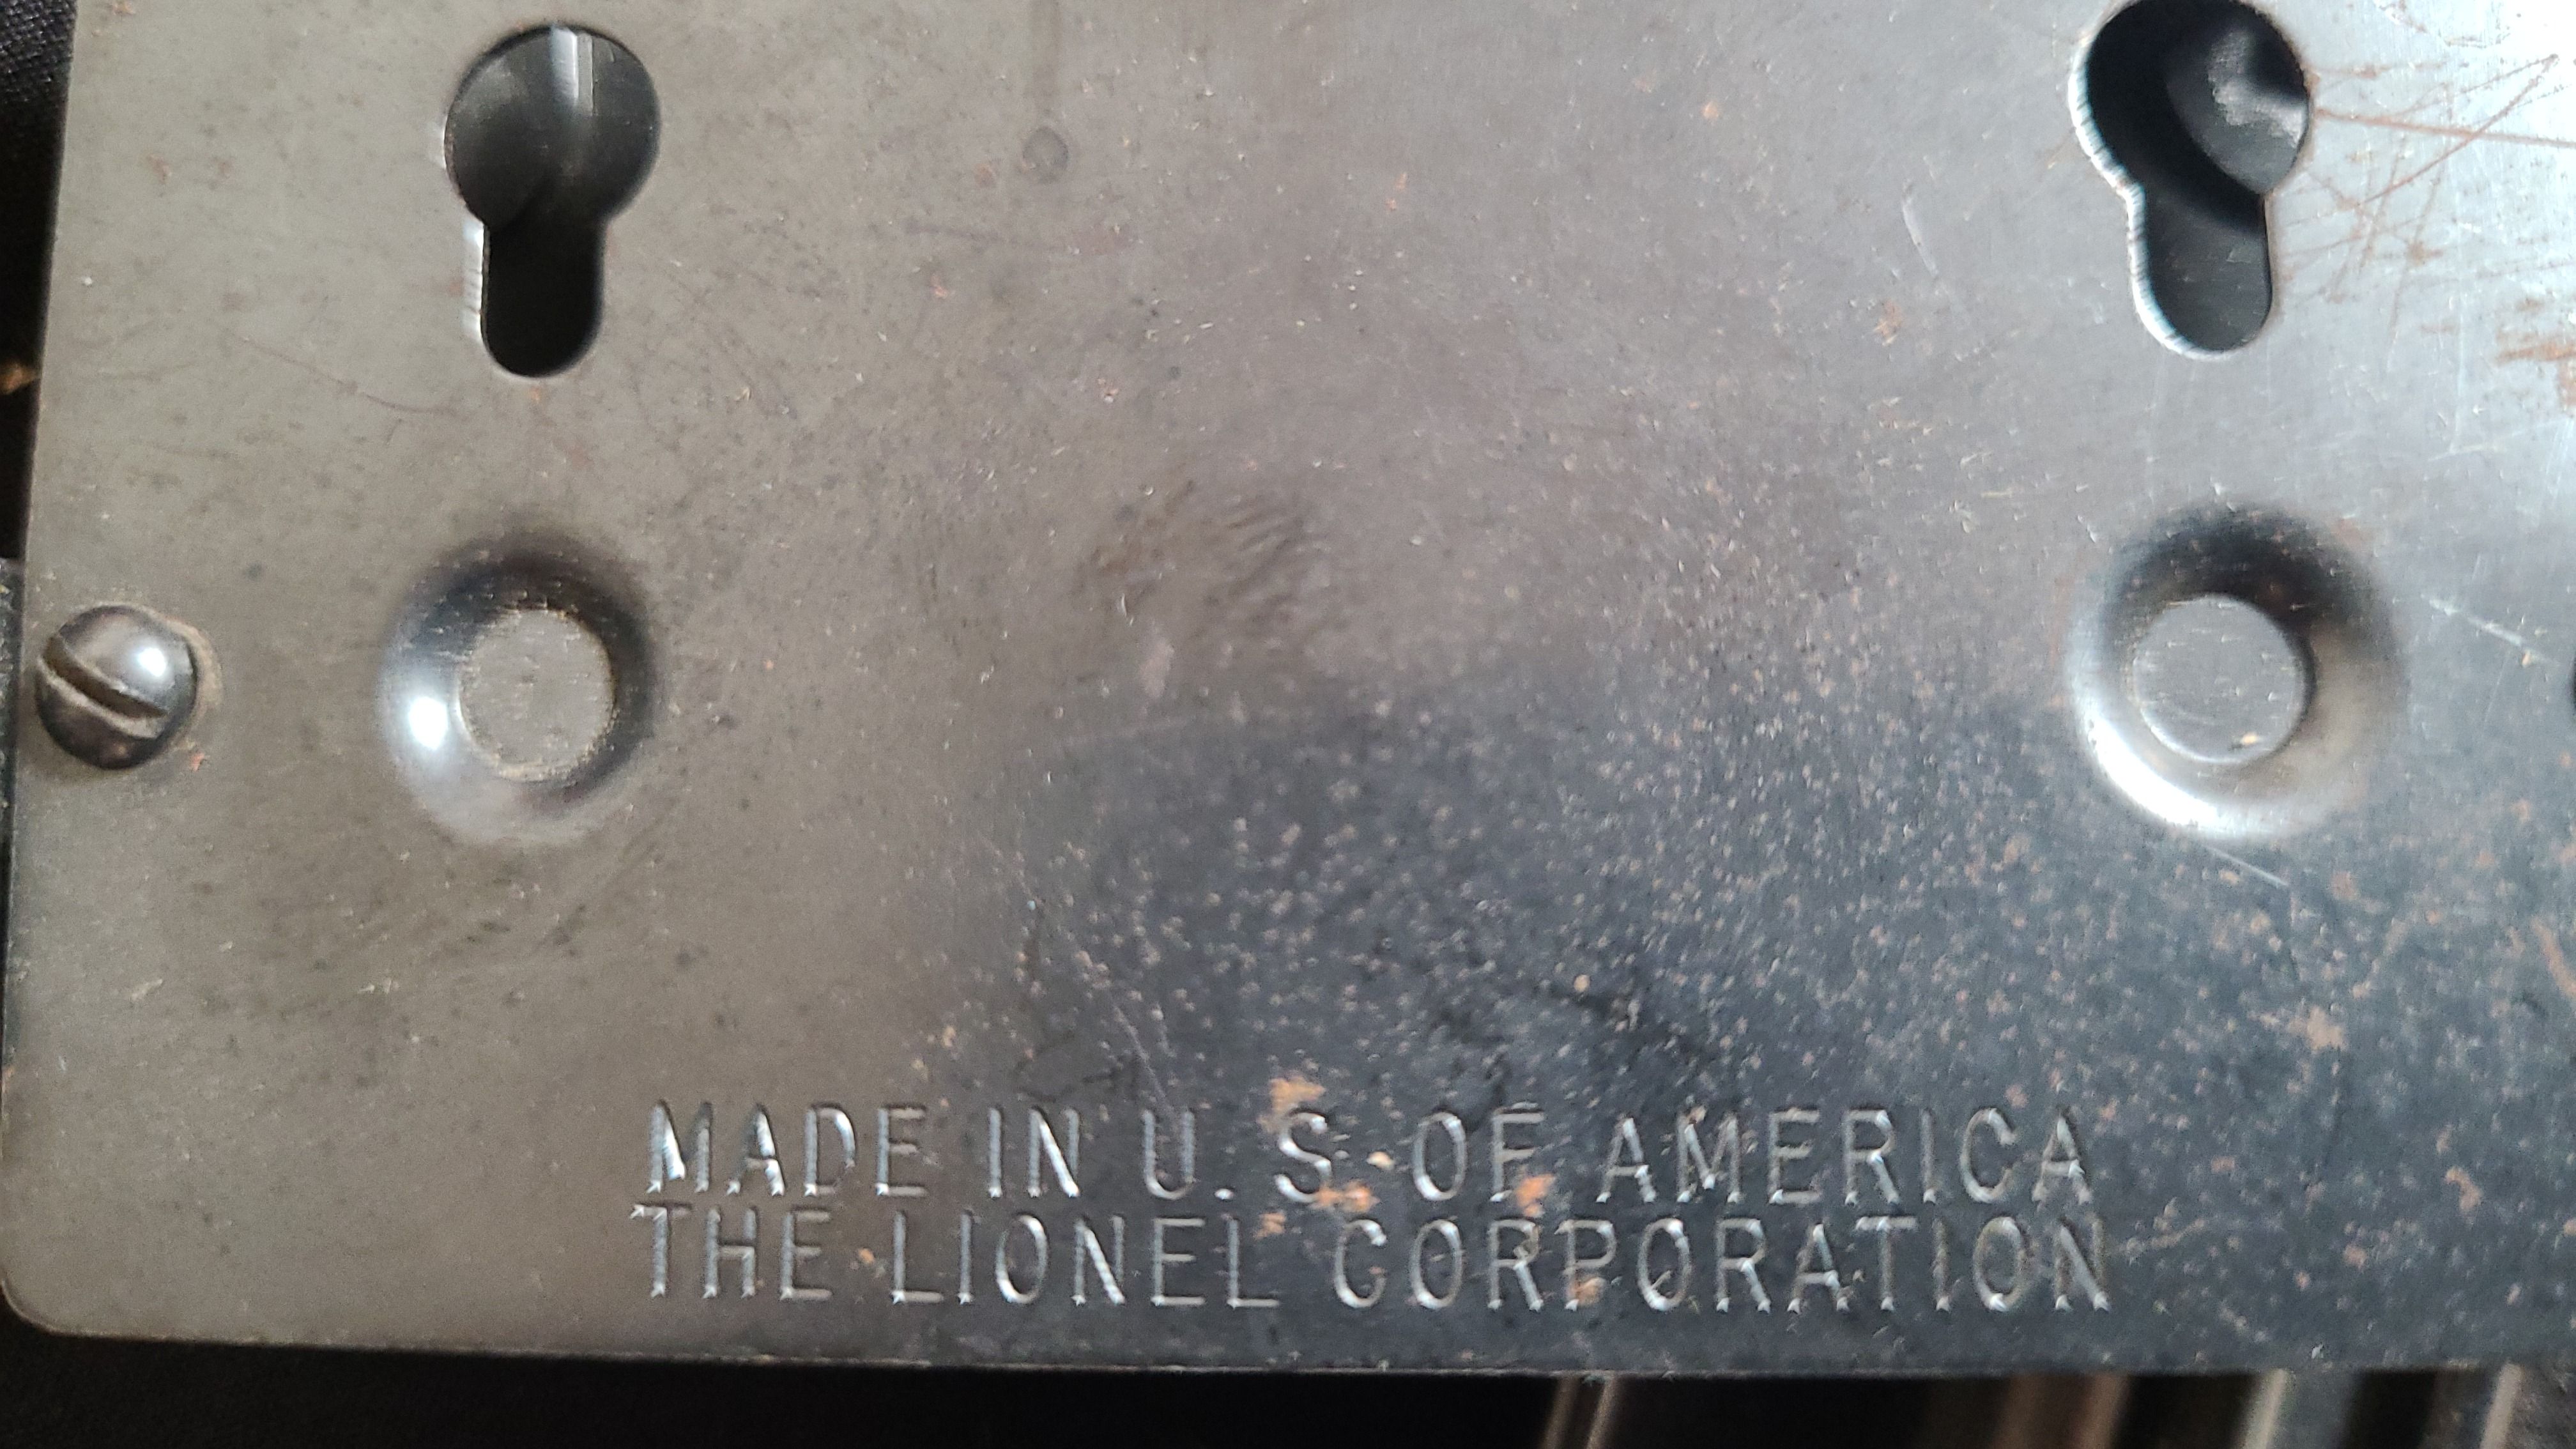 MADE IN U. S. OF AMERICA
THE LIONEL CORPORATION